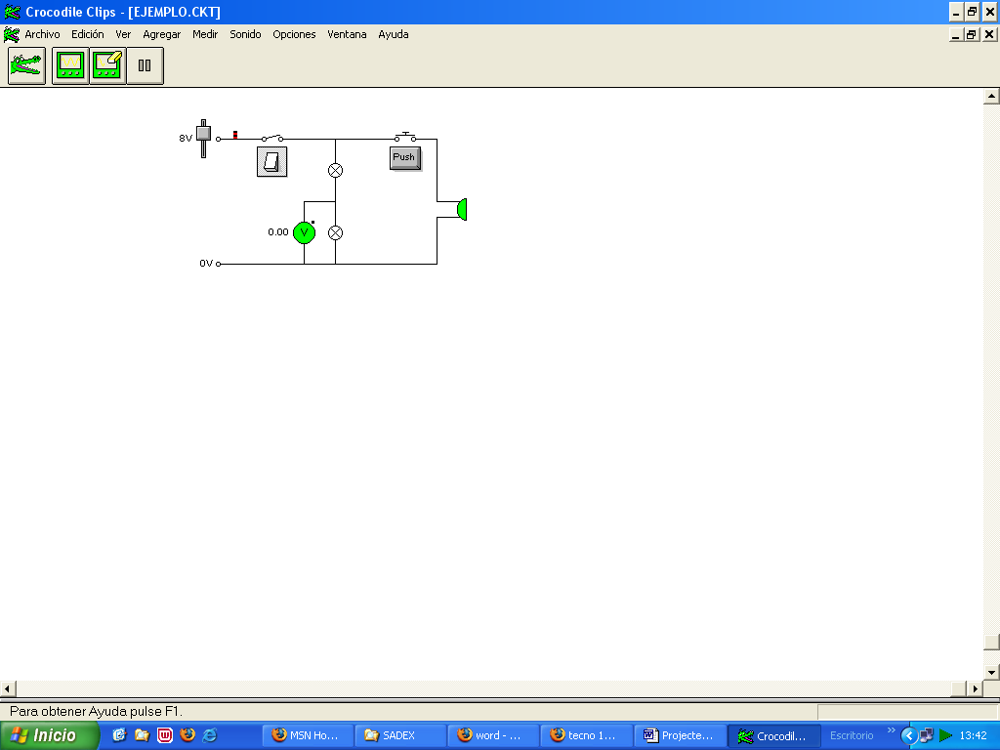 Crocodile Clips - [EJEMPLO.CKT]
Archivo Edición Ver Agregar Medir Sonido Opciones Ventana Ayuda
8V
Push
0.00 V
0V
Para obtener Ayuda pulse F1.
Inicio MSN Ho... SADEX word - ... tecno 1... Projecte... Crocodil... Escritorio » 13:42